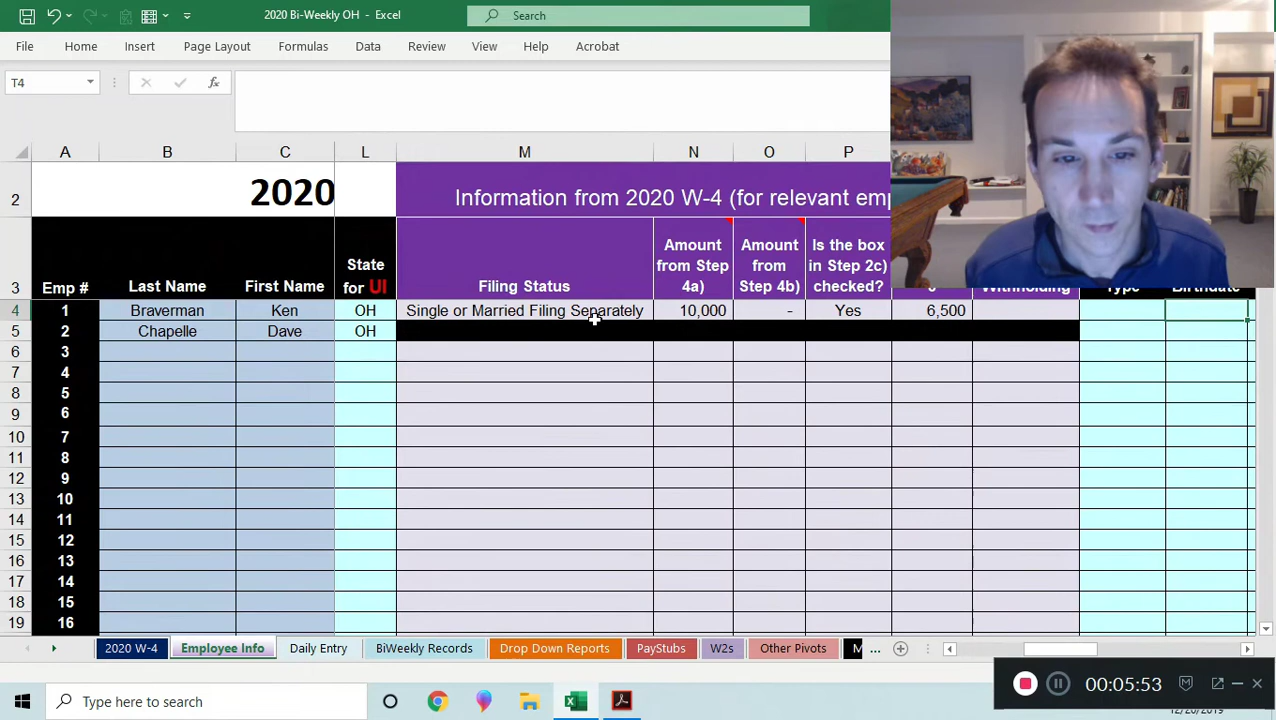 2020 Bi-Weekly OH - Excel
Search
File Home Insert Page Layout Formulas Data Review View Help Acrobat
T4 fx
A B C L M N O P
2 2020 Information from 2020 W-4 (for relevant emp
3 Emp # Last Name First Name State for UI Filing Status Amount from Step 4a) Amount from Step 4b) Is the box in Step 2c) checked?
4 1 Braverman Ken OH Single or Married Filing Separately 10,000 - Yes 6,500
5 2 Chapelle Dave OH
6 3
7 4
8 5
9 6
10 7
11 8
12 9
13 10
14 11
15 12
16 13
17 14
18 15
19 16
2020 W-4 Employee Info Daily Entry BiWeekly Records Drop Down Reports PayStubs W2s Other Pivots M ...
Type here to search
00:05:53